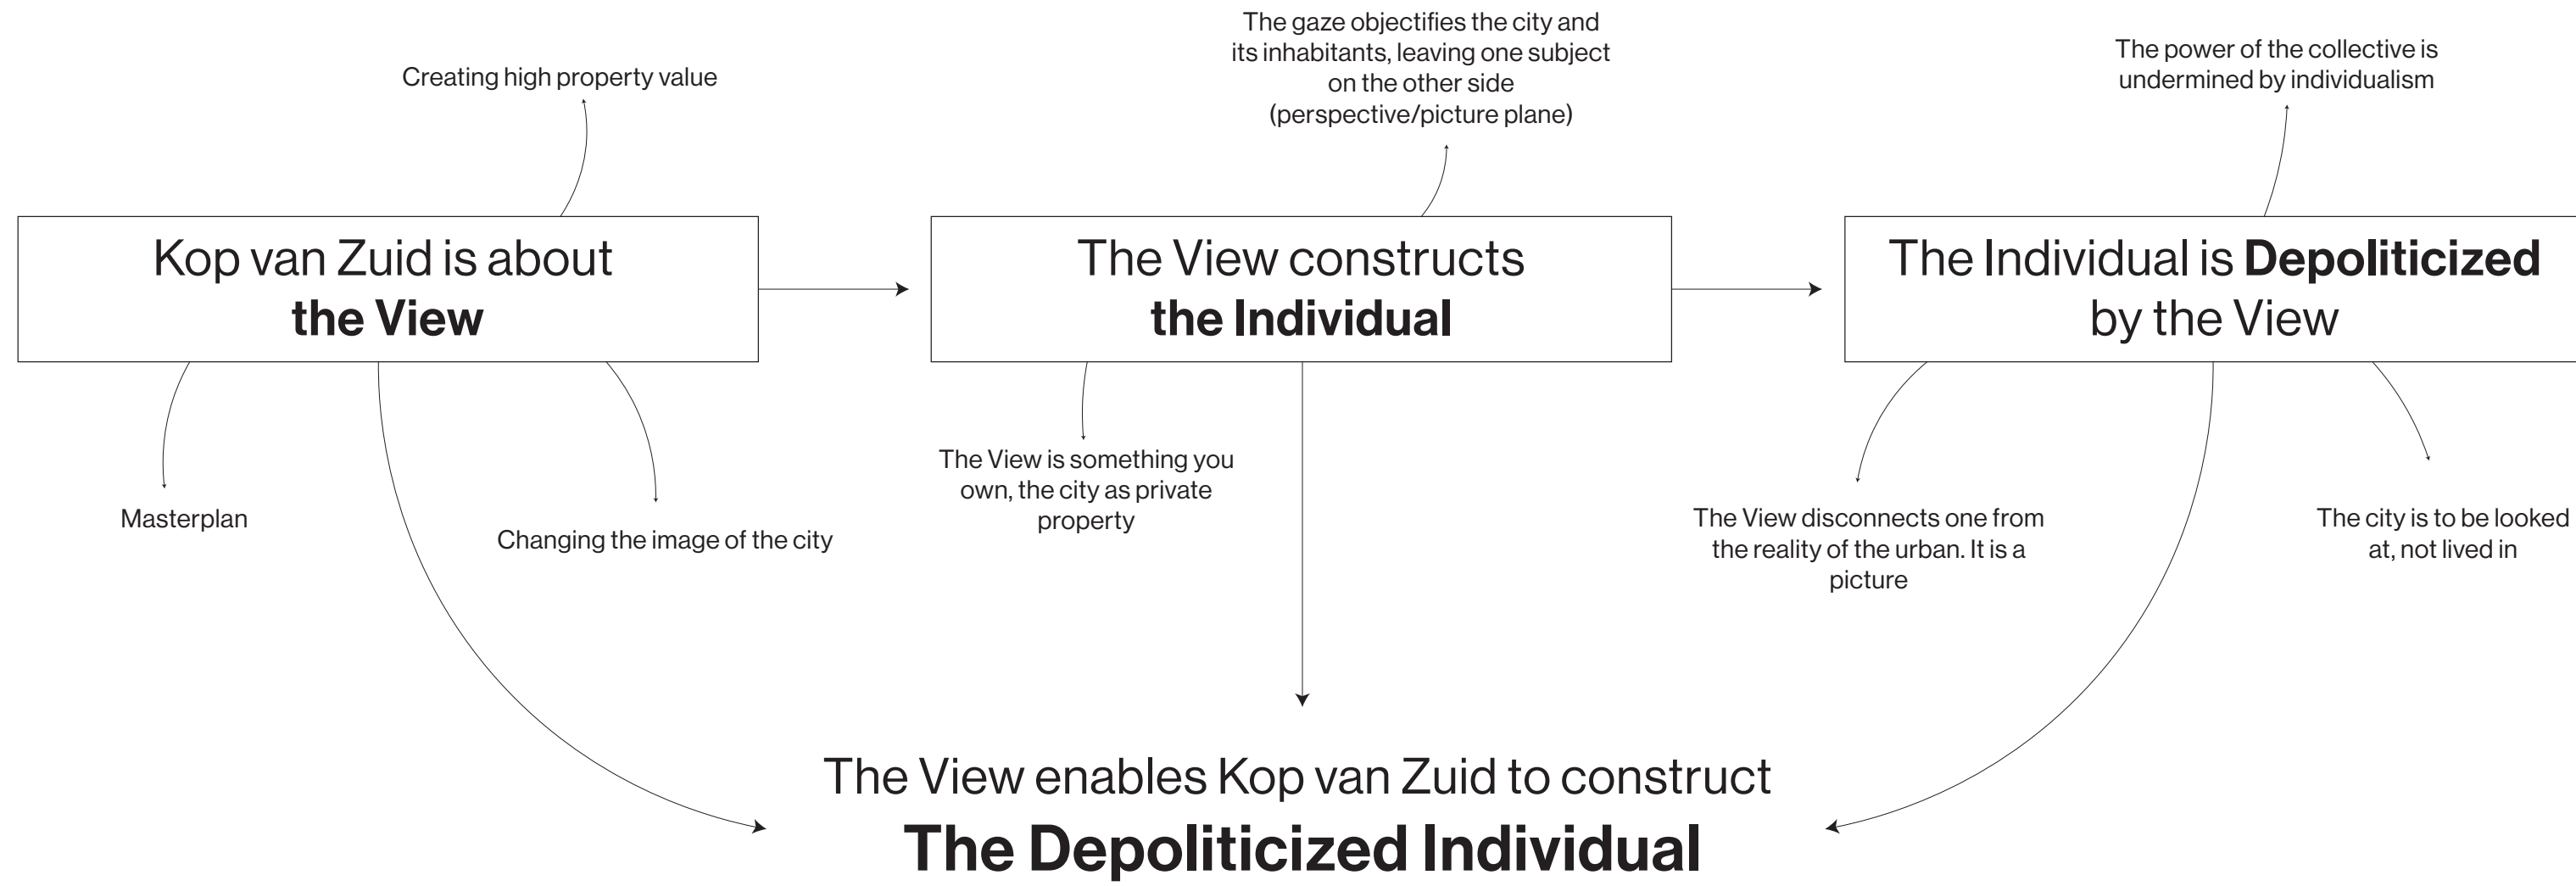 Creating high property value
The gaze objectifies the city and
its inhabitants, leaving one subject
on the other side
(perspective/picture plane)
The power of the collective is
undermined by individualism
Kop van Zuid is about
the View
The View constructs
the Individual
The Individual is Depoliticized
by the View
Masterplan
Changing the image of the city
The View is something you
own, the city as private
property
The View disconnects one from
the reality of the urban. It is a
picture
The city is to be looked
at, not lived in
The View enables Kop van Zuid to construct
The Depoliticized Individual